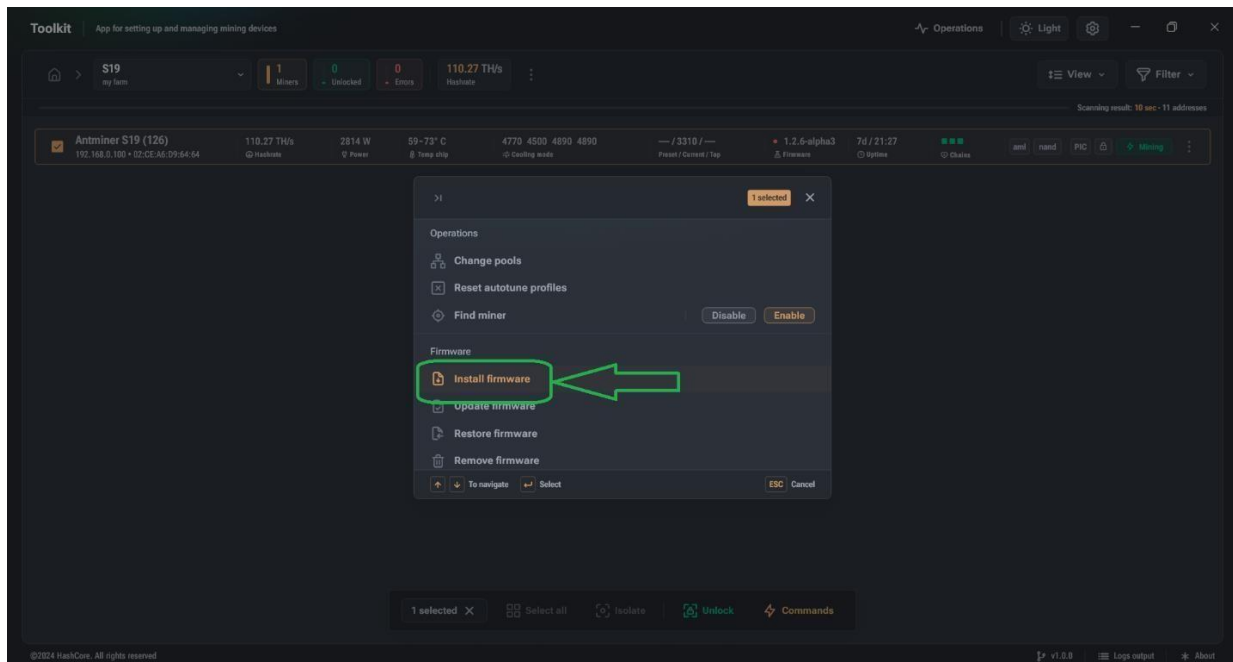 Toolkit App for setting up and managing mining devices Operations Light
S19 1 0 0 110.27 TH/s View Filter
my farm Miners Unlocked Errors Hashrate
Scanning result: 10 sec - 11 addresses
Antminer S19 (126) 110.27 TH/s 2814 W 59-73° C 4770 4500 4890 4890 — / 3310 / — 1.2.6-alpha3 7d / 21:27 aml nand PIC Mining
192.168.0.100 • 02:CE:A6:D9:64:64 Hashrate Power Temp chip Cooling mode Preset / Current / Tap Firmware Uptime Chains
1 selected
Operations
Change pools
Reset autotune profiles
Find miner Disable Enable
Firmware
Install firmware
Update firmware
Restore firmware
Remove firmware
To navigate Select ESC Cancel
1 selected Select all Isolate Unlock Commands
©2024 HashCore. All rights reserved v1.0.8 Logs output About